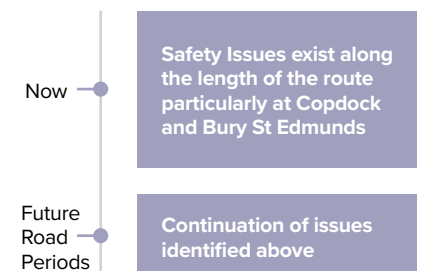 Now
Safety Issues exist along
the length of the route
particularly at Copdock
and Bury St Edmunds
Future
Road
Periods
Continuation of issues
identified above